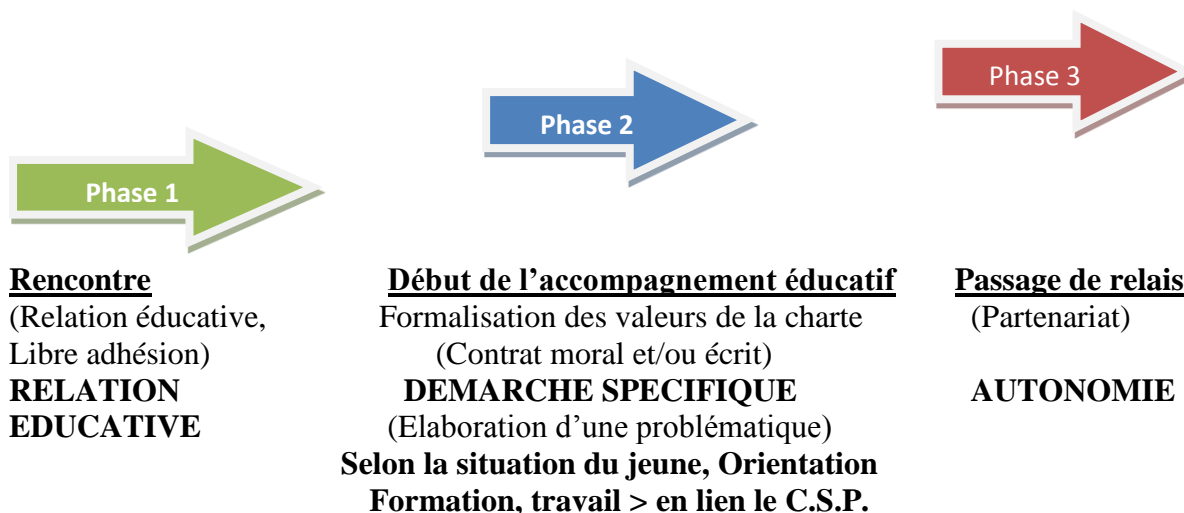 Phase 3
Phase 2
Phase 1
Rencontre
(Relation éducative,
Libre adhésion)
RELATION
EDUCATIVE
Début de l’accompagnement éducatif
Formalisation des valeurs de la charte
(Contrat moral et/ou écrit)
DEMARCHE SPECIFIQUE
(Elaboration d’une problématique)
Selon la situation du jeune, Orientation
Formation, travail > en lien le C.S.P.
Passage de relais
(Partenariat)
AUTONOMIE